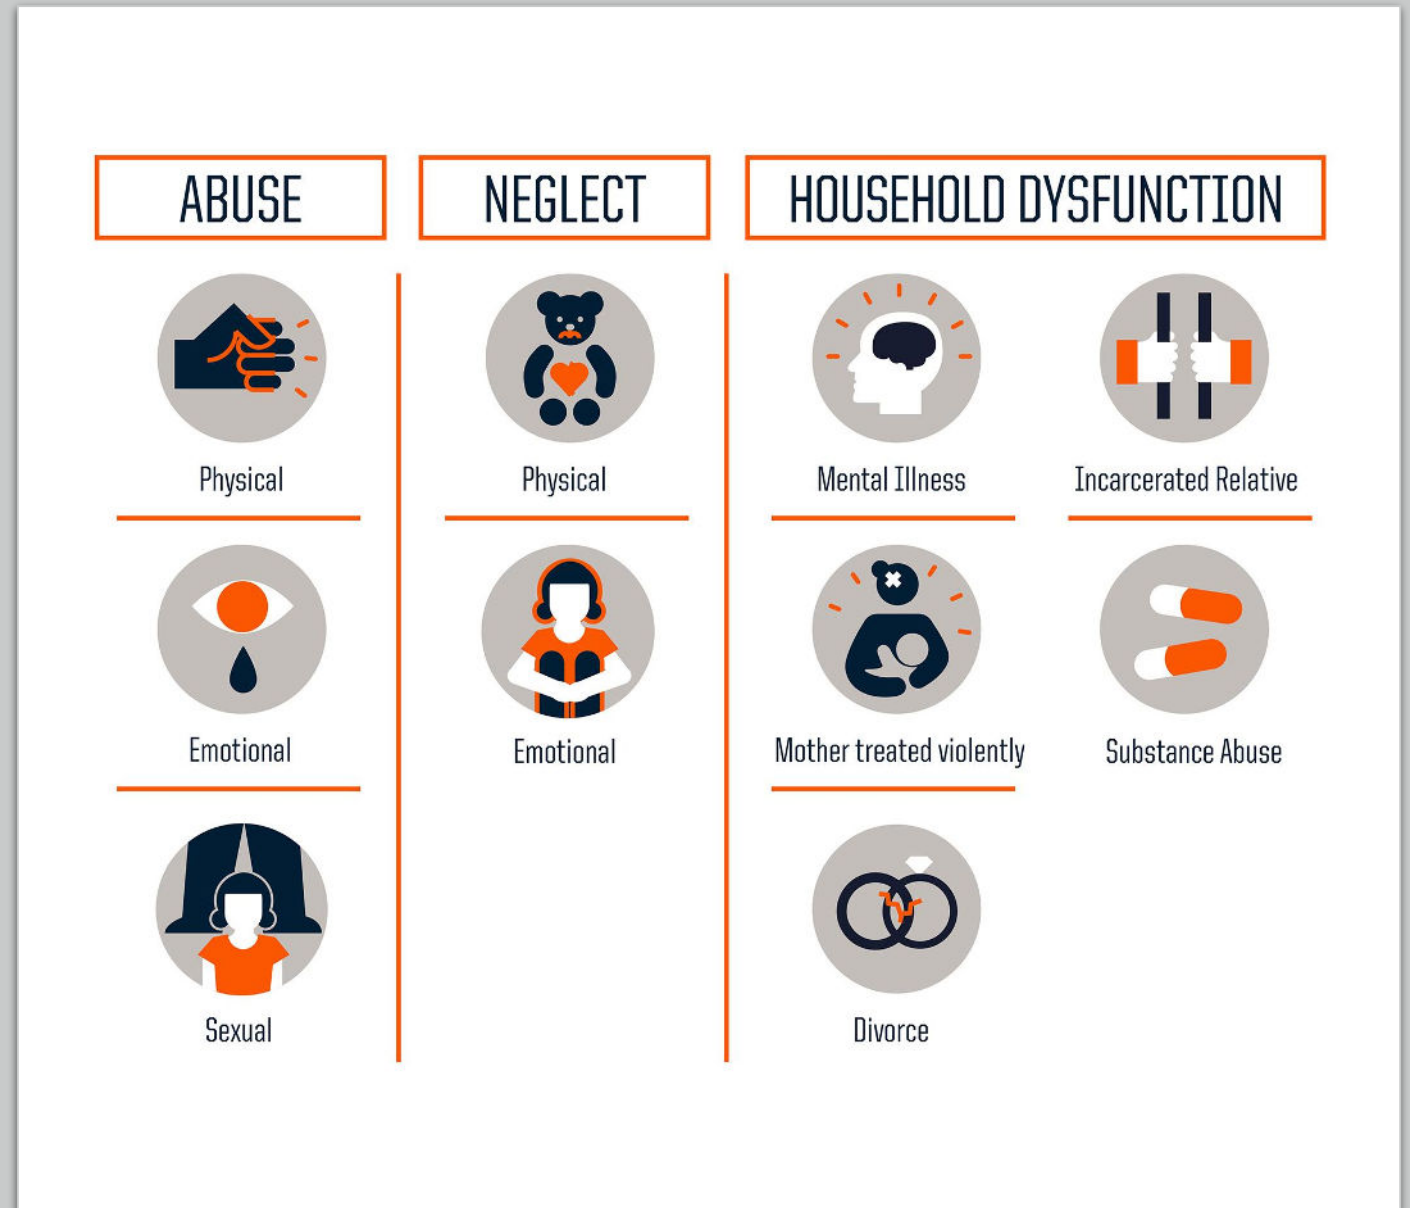 ABUSE
NEGLECT
HOUSEHOLD DYSFUNCTION
Physical
Physical
Mental Illness
Incarcerated Relative
Emotional
Emotional
Mother treated violently
Substance Abuse
Sexual
Divorce